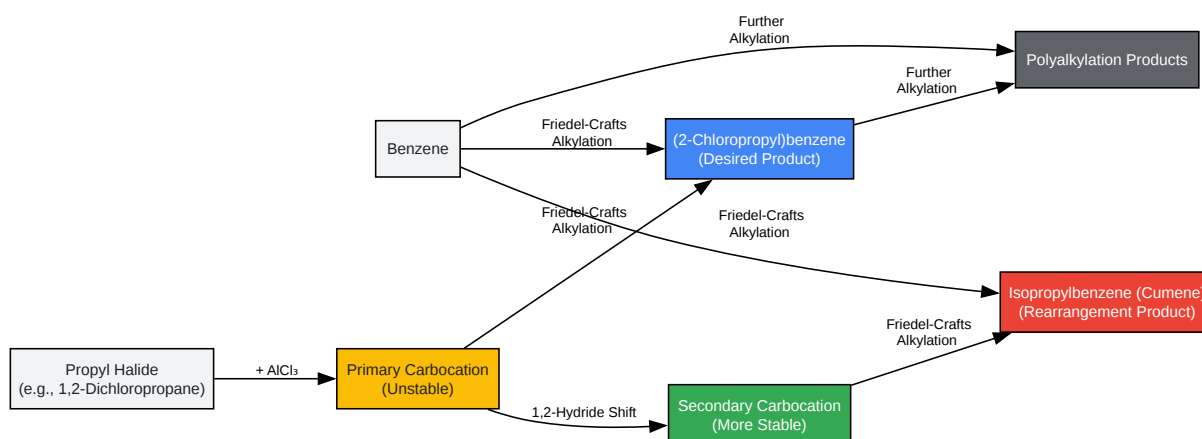 Further
Alkylation
Polyalkylation Products
Further
Alkylation
Benzene
Friedel-Crafts
Alkylation
(2-Chloropropyl)benzene
(Desired Product)
Friedel-Crafts
Alkylation
Friedel-Crafts
Alkylation
Isopropylbenzene (Cumene)
(Rearrangement Product)
Friedel-Crafts
Alkylation
Propyl Halide
(e.g., 1,2-Dichloropropane)
+ AlCl₃
Primary Carbocation
(Unstable)
1,2-Hydride Shift
Secondary Carbocation
(More Stable)